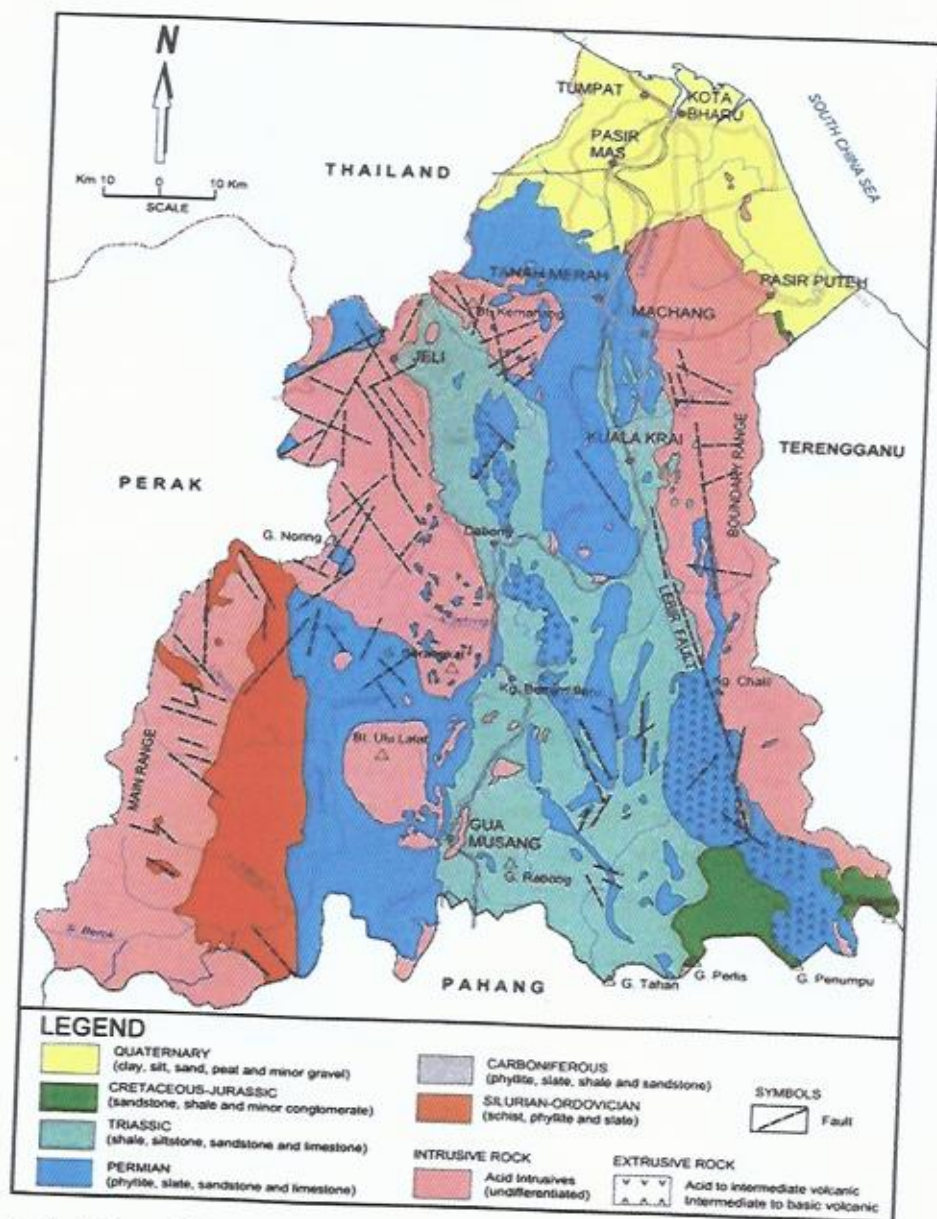 N
Km 10 0 10 Km
SCALE
THAILAND
TUMPAT
KOTA
BHARU
PASIR
MAS
SOUTH CHINA SEA
TANAH MERAH
PASIR PUTEH
MACHANG
Bt. Kemahang
JELI
KUALA KRAI
TERENGGANU
BOUNDARY RANGE
PERAK
G. Noring
Dabong
LEBIR FAULT
Kg.
MAIN RANGE
Bt. Ulu Lalat
GUA
MUSANG
G. Rabong
S. Berok
PAHANG
G. Tahan
G. Perlis
G. Penumpu
LEGEND
QUATERNARY
(clay, silt, sand, peat and minor gravel)
CRETACEOUS-JURASSIC
(sandstone, shale and minor conglomerate)
TRIASSIC
(shale, siltstone, sandstone and limestone)
PERMIAN
(phyllite, slate, sandstone and limestone)
CARBONIFEROUS
(phyllite, slate, shale and sandstone)
SILURIAN-ORDOVICIAN
(schist, phyllite and slate)
INTRUSIVE ROCK
Acid Intrusives
(undifferentiated)
SYMBOLS
Fault
EXTRUSIVE ROCK
Acid to intermediate volcanic
Intermediate to basic volcanic